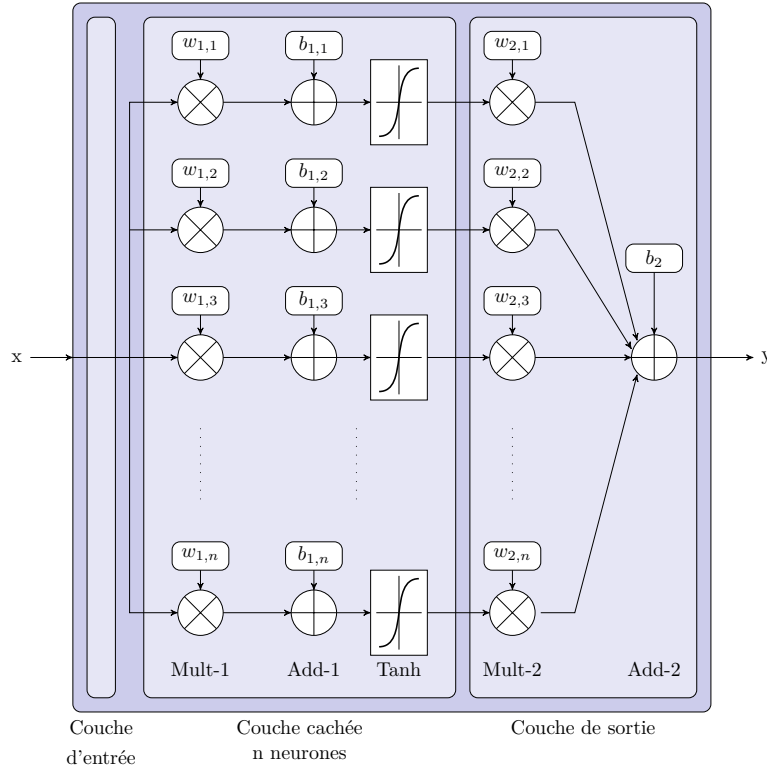 w1,1 b1,1 w2,1
w1,2 b1,2 w2,2
b2
w1,3 b1,3 w2,3
x y
w1,n b1,n w2,n
Mult-1 Add-1 Tanh Mult-2 Add-2
Couche
d'entrée
Couche cachée
n neurones
Couche de sortie